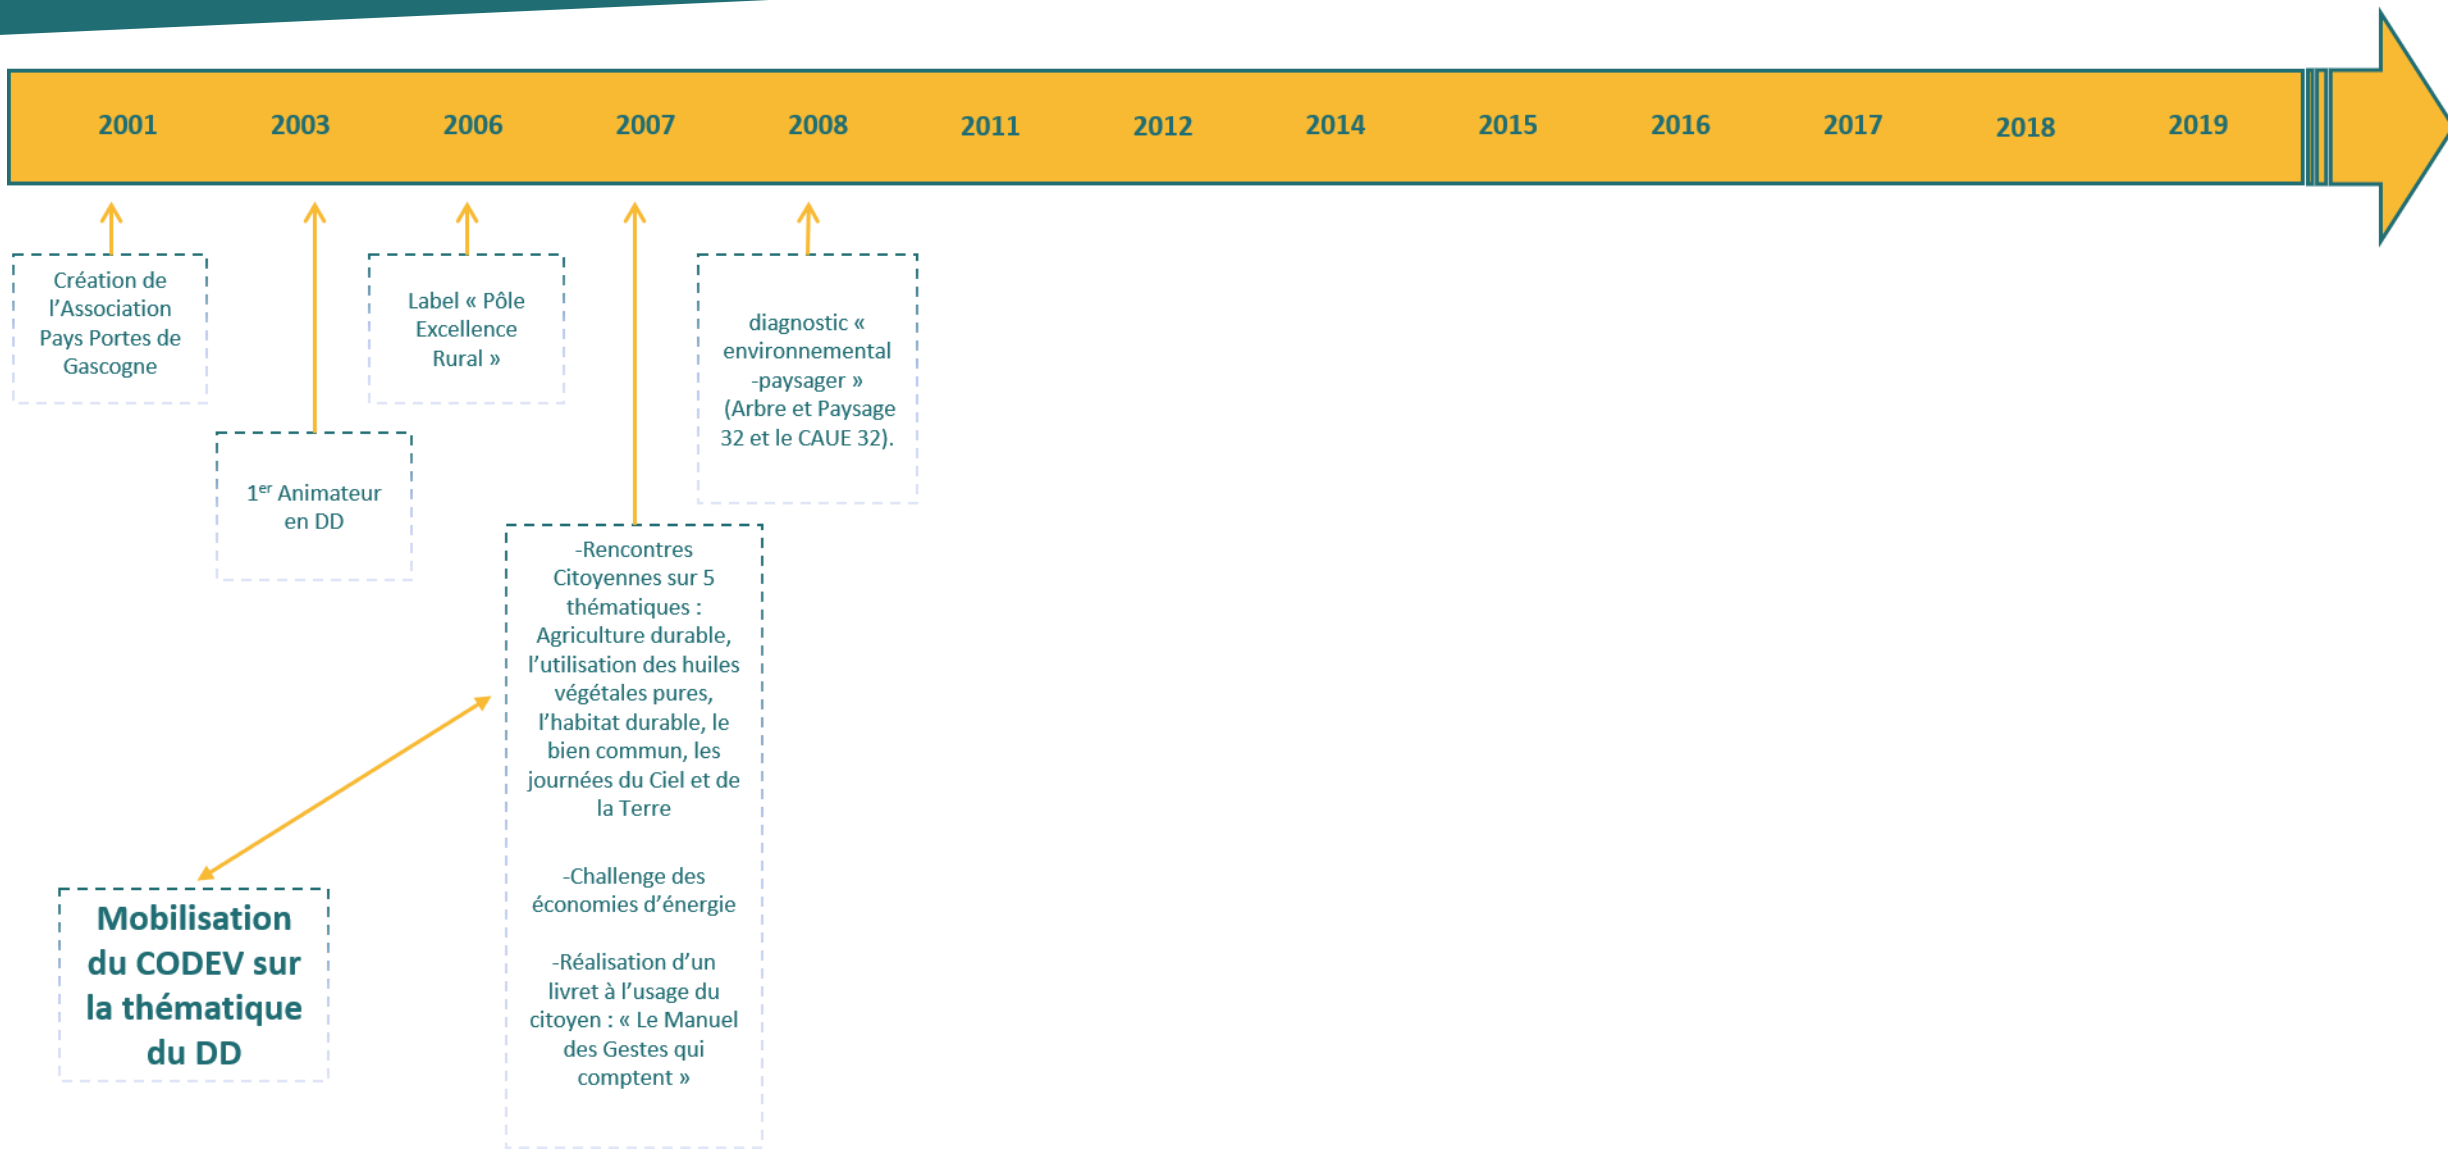 2001 2003 2006 2007 2008 2011 2012 2014 2015 2016 2017 2018 2019
Création de
l’Association
Pays Portes de
Gascogne
1er Animateur
en DD
Label « Pôle
Excellence
Rural »
-Rencontres
Citoyennes sur 5
thématiques :
Agriculture durable,
l’utilisation des huiles
végétales pures,
l’habitat durable, le
bien commun, les
journées du Ciel et de
la Terre
-Challenge des
économies d’énergie
-Réalisation d’un
livret à l’usage du
citoyen : « Le Manuel
des Gestes qui
comptent »
diagnostic «
environnemental
-paysager »
(Arbre et Paysage
32 et le CAUE 32).
Mobilisation
du CODEV sur
la thématique
du DD